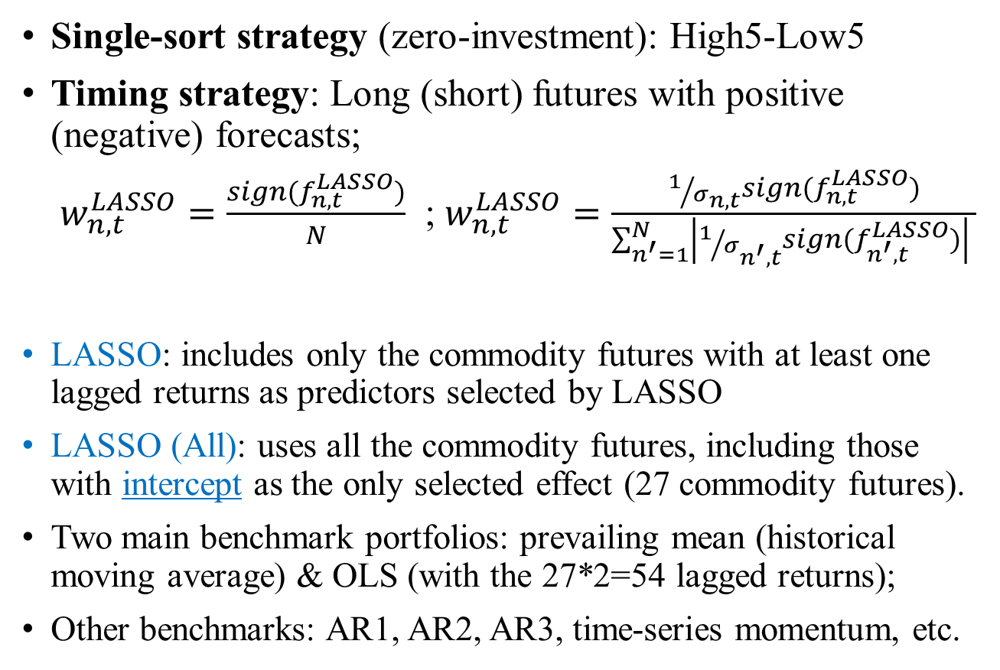 • Single-sort strategy (zero-investment): High5-Low5
• Timing strategy: Long (short) futures with positive
(negative) forecasts;
$w_{n,t}^{LASSO} = \frac{sign(f_{n,t}^{LASSO})}{N}$ ; $w_{n,t}^{LASSO} = \frac{1/\sigma_{n,t} sign(f_{n,t}^{LASSO})}{\sum_{n'=1}^{N} \left| 1/\sigma_{n',t} sign(f_{n',t}^{LASSO}) \right|}$
• LASSO: includes only the commodity futures with at least one
lagged returns as predictors selected by LASSO
• LASSO (All): uses all the commodity futures, including those
with intercept as the only selected effect (27 commodity futures).
• Two main benchmark portfolios: prevailing mean (historical
moving average) & OLS (with the 27*2=54 lagged returns);
• Other benchmarks: AR1, AR2, AR3, time-series momentum, etc.